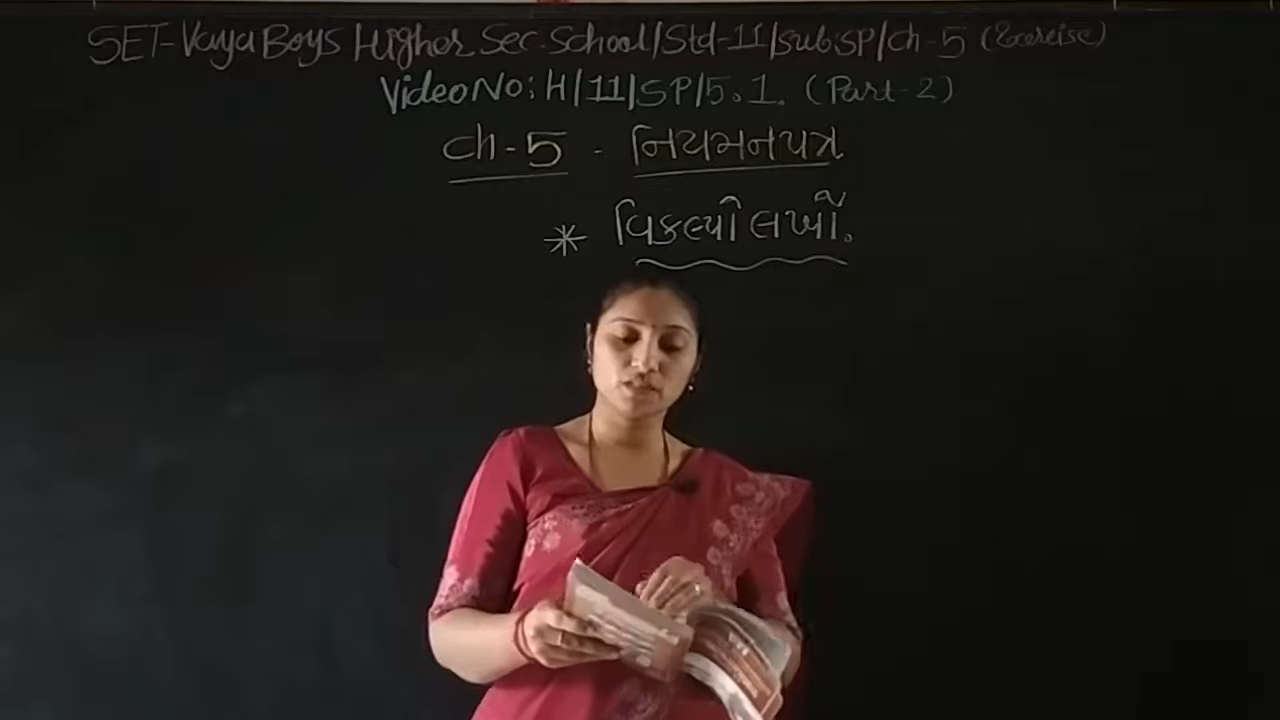 SET-Vaya Boys Higher Sec. School/Std-11/Sub:SP/Ch-5 (Exercise)
Video No: H/11/SP/5.1. (Part-2)
Ch-5 - નિયમનપત્ર
* વિકલ્પો લખો.